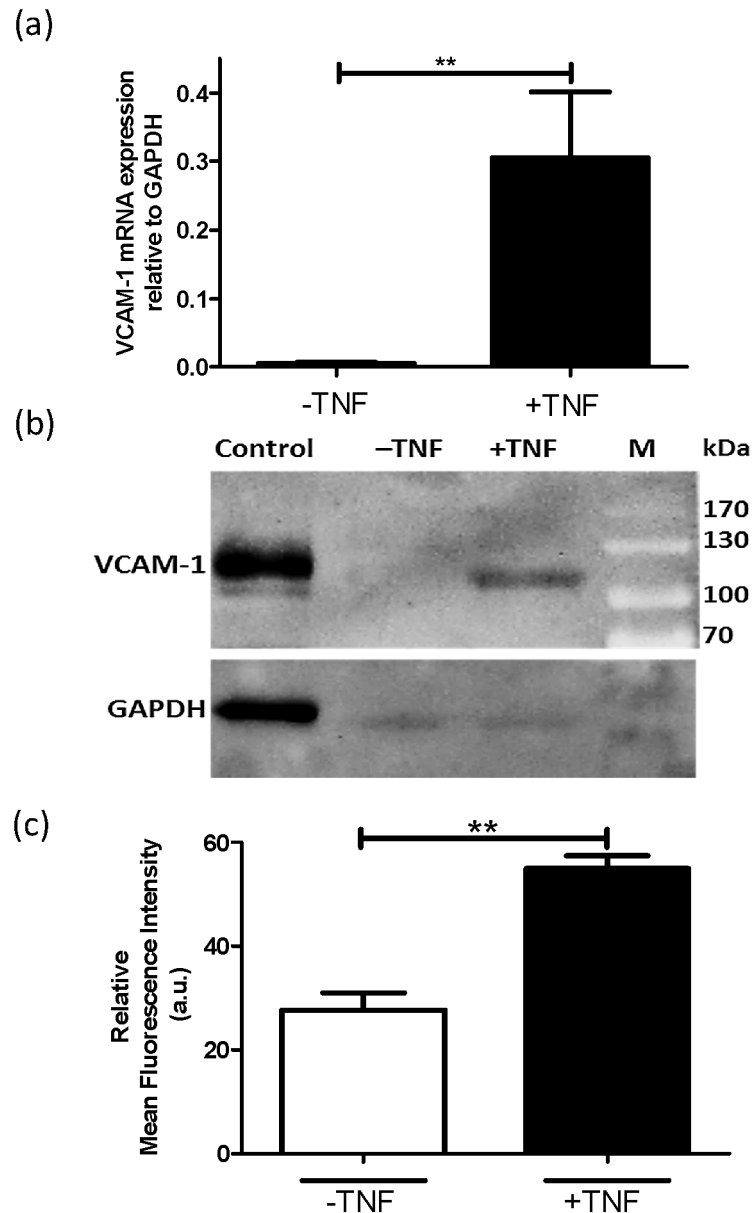 (a)
VCAM-1 mRNA expression
relative to GAPDH
**
0.4
0.3
0.2
0.1
0.0
-TNF
+TNF
(b)
Control
–TNF
+TNF
M
kDa
VCAM-1
170
130
100
70
GAPDH
(c)
Relative
Mean Fluorescence Intensity
(a.u.)
**
60
40
20
0
-TNF
+TNF